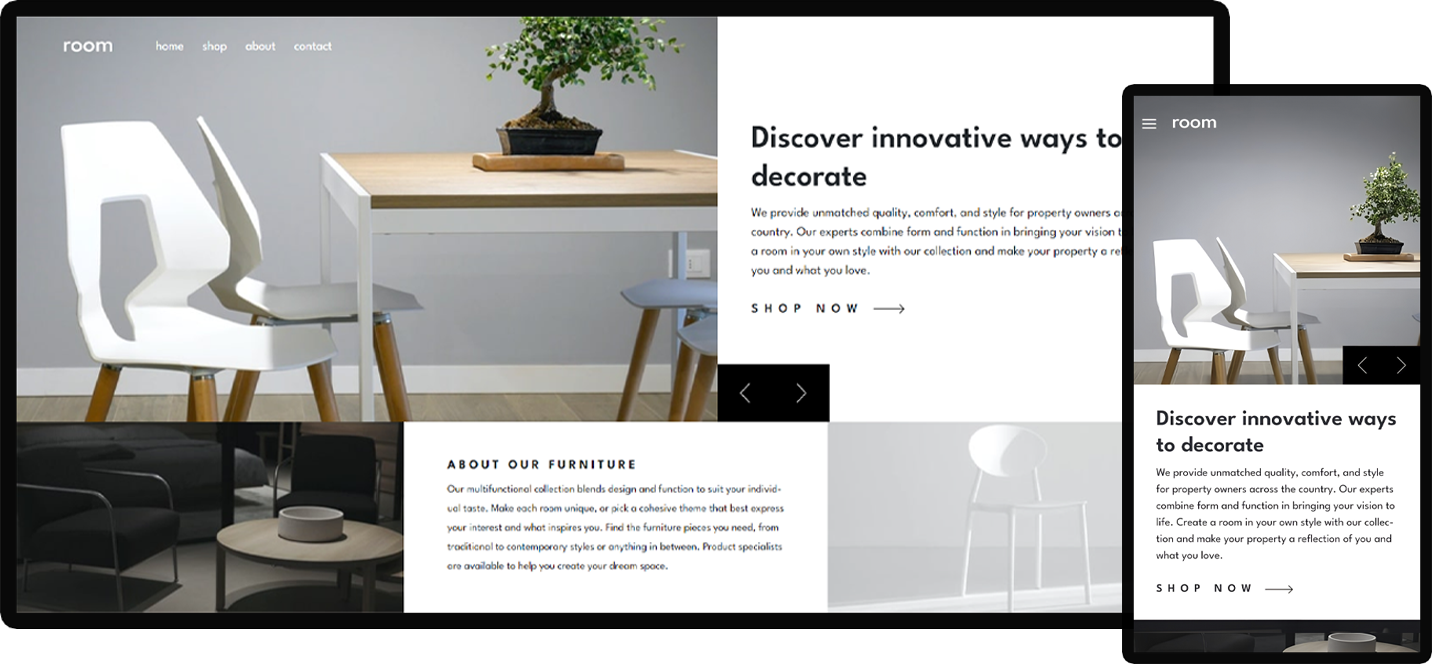 room home shop about contact
Discover innovative ways to
decorate
We provide unmatched quality, comfort, and style for property owners
country. Our experts combine form and function in bringing your vision
a room in your own style with our collection and make your property a
you and what you love.
SHOP NOW
ABOUT OUR FURNITURE
Our multifunctional collection blends design and function to suit your individ-
ual taste. Make each room unique, or pick a cohesive theme that best express
your interest and what inspires you. Find the furniture pieces you need, from
traditional to contemporary styles or anything in between. Product specialists
are available to help you create your dream space.
room
Discover innovative ways
to decorate
We provide unmatched quality, comfort, and style
for property owners across the country. Our experts
combine form and function in bringing your vision to
life. Create a room in your own style with our collec-
tion and make your property a reflection of you and
what you love.
SHOP NOW